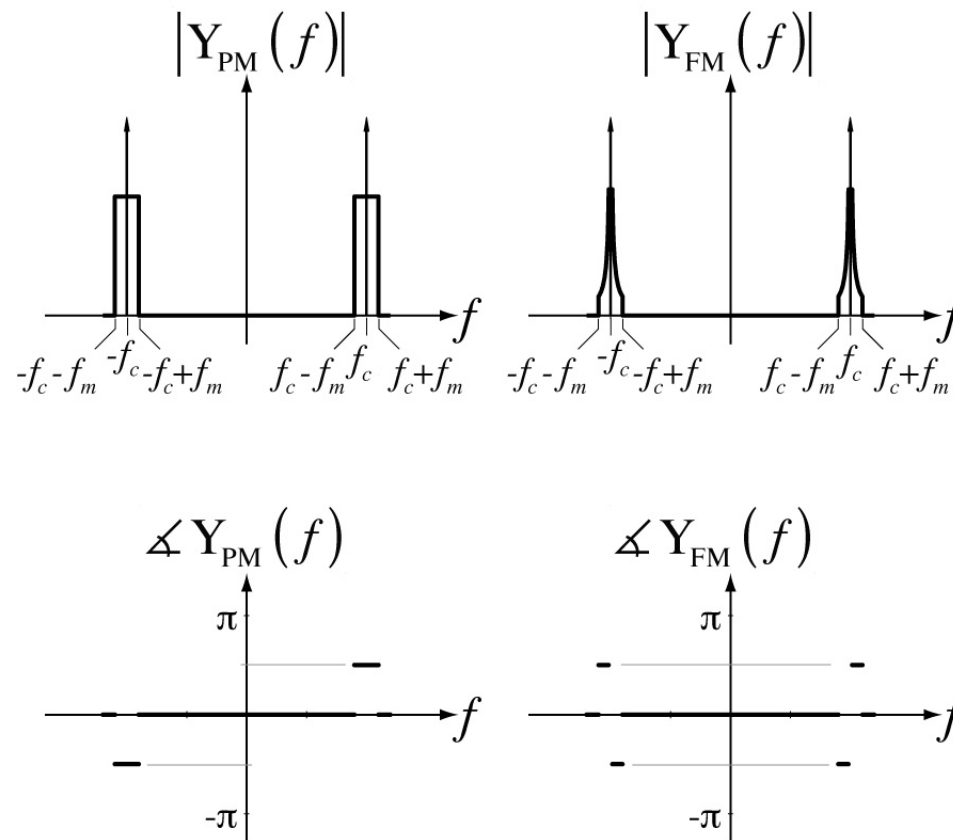 |Y_PM(f)| |Y_FM(f)|
f f
-f_c-f_m -f_c -f_c+f_m f_c-f_m f_c f_c+f_m -f_c-f_m -f_c -f_c+f_m f_c-f_m f_c f_c+f_m
∡ Y_PM(f) ∡ Y_FM(f)
π π
f f
-π -π